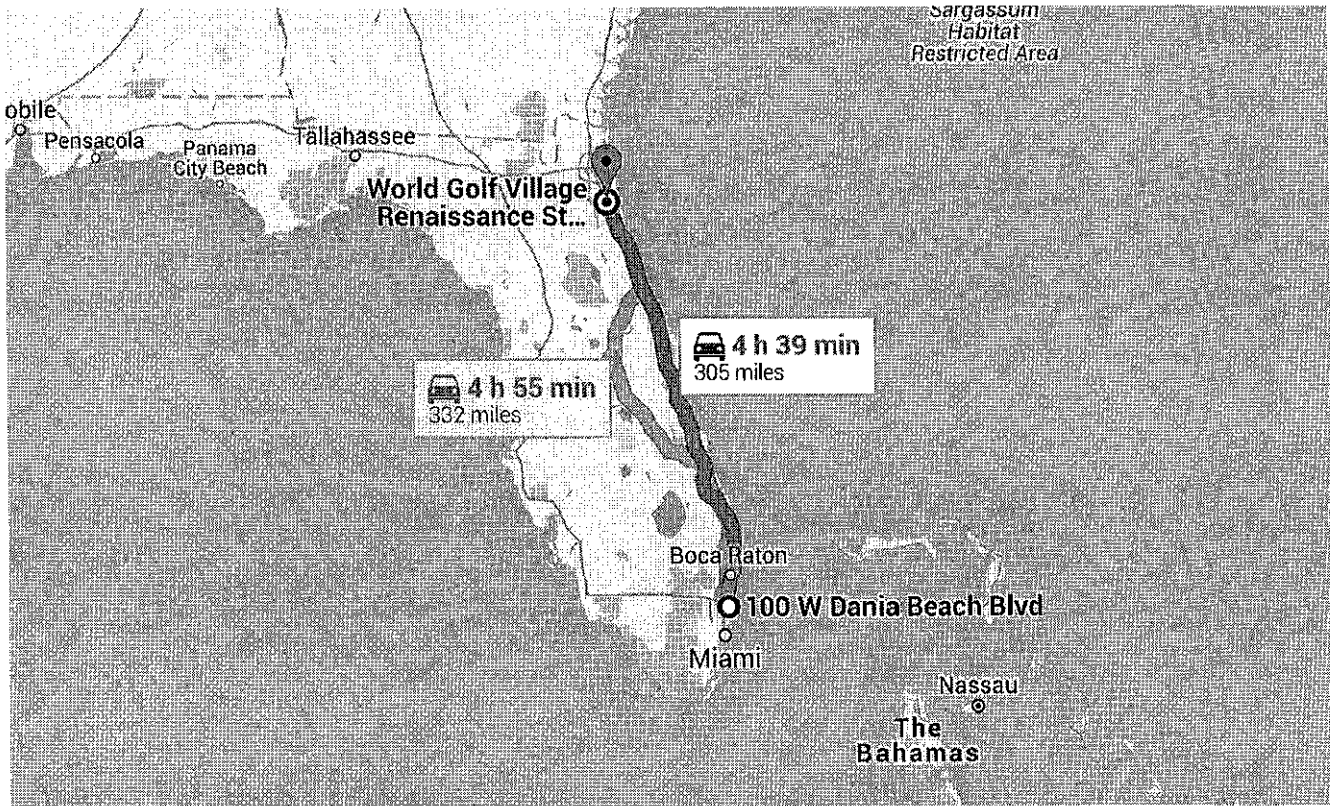 Sargassum
Habitat
Restricted Area
obile
Pensacola
Panama
City Beach
Tallahassee
World Golf Village
Renaissance St...
4 h 39 min
305 miles
4 h 55 min
332 miles
Boca Raton
100 W Dania Beach Blvd
Miami
Nassau
The
Bahamas